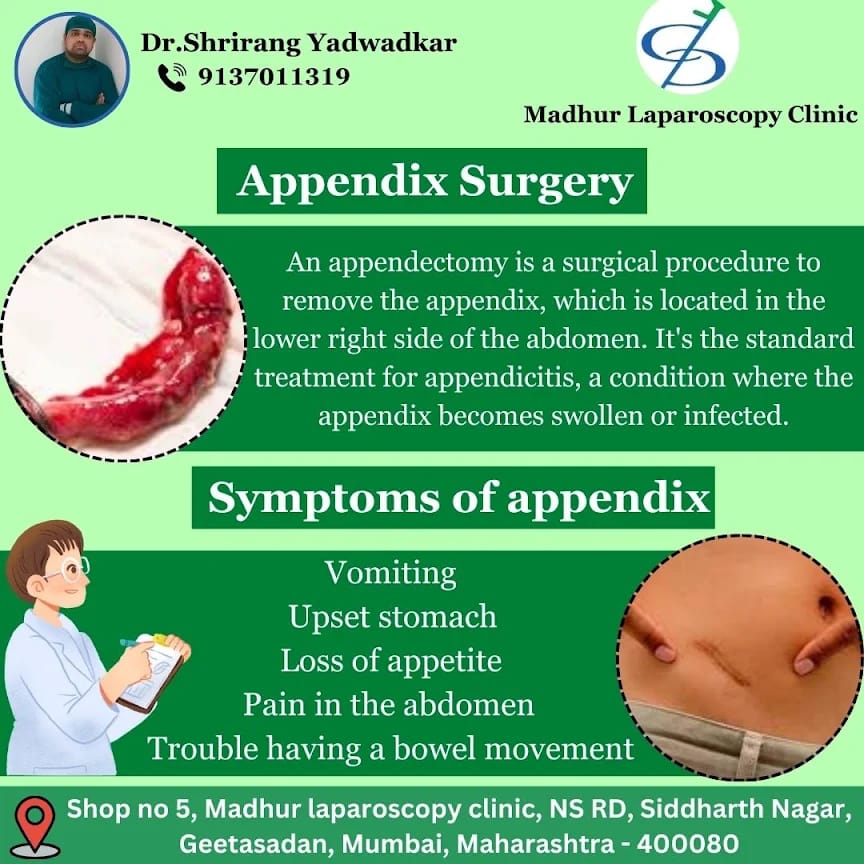 Dr.Shrirang Yadwadkar
9137011319
Madhur Laparoscopy Clinic
Appendix Surgery
An appendectomy is a surgical procedure to
remove the appendix, which is located in the
lower right side of the abdomen. It's the standard
treatment for appendicitis, a condition where the
appendix becomes swollen or infected.
Symptoms of appendix
Vomiting
Upset stomach
Loss of appetite
Pain in the abdomen
Trouble having a bowel movement
Shop no 5, Madhur laparoscopy clinic, NS RD, Siddharth Nagar,
Geetasadan, Mumbai, Maharashtra - 400080